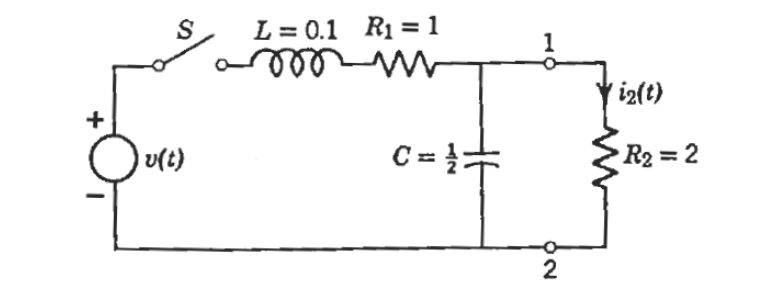 S L = 0.1 R₁ = 1
1
+
i₂(t)
v(t)
C = 1/2
R₂ = 2
−
2